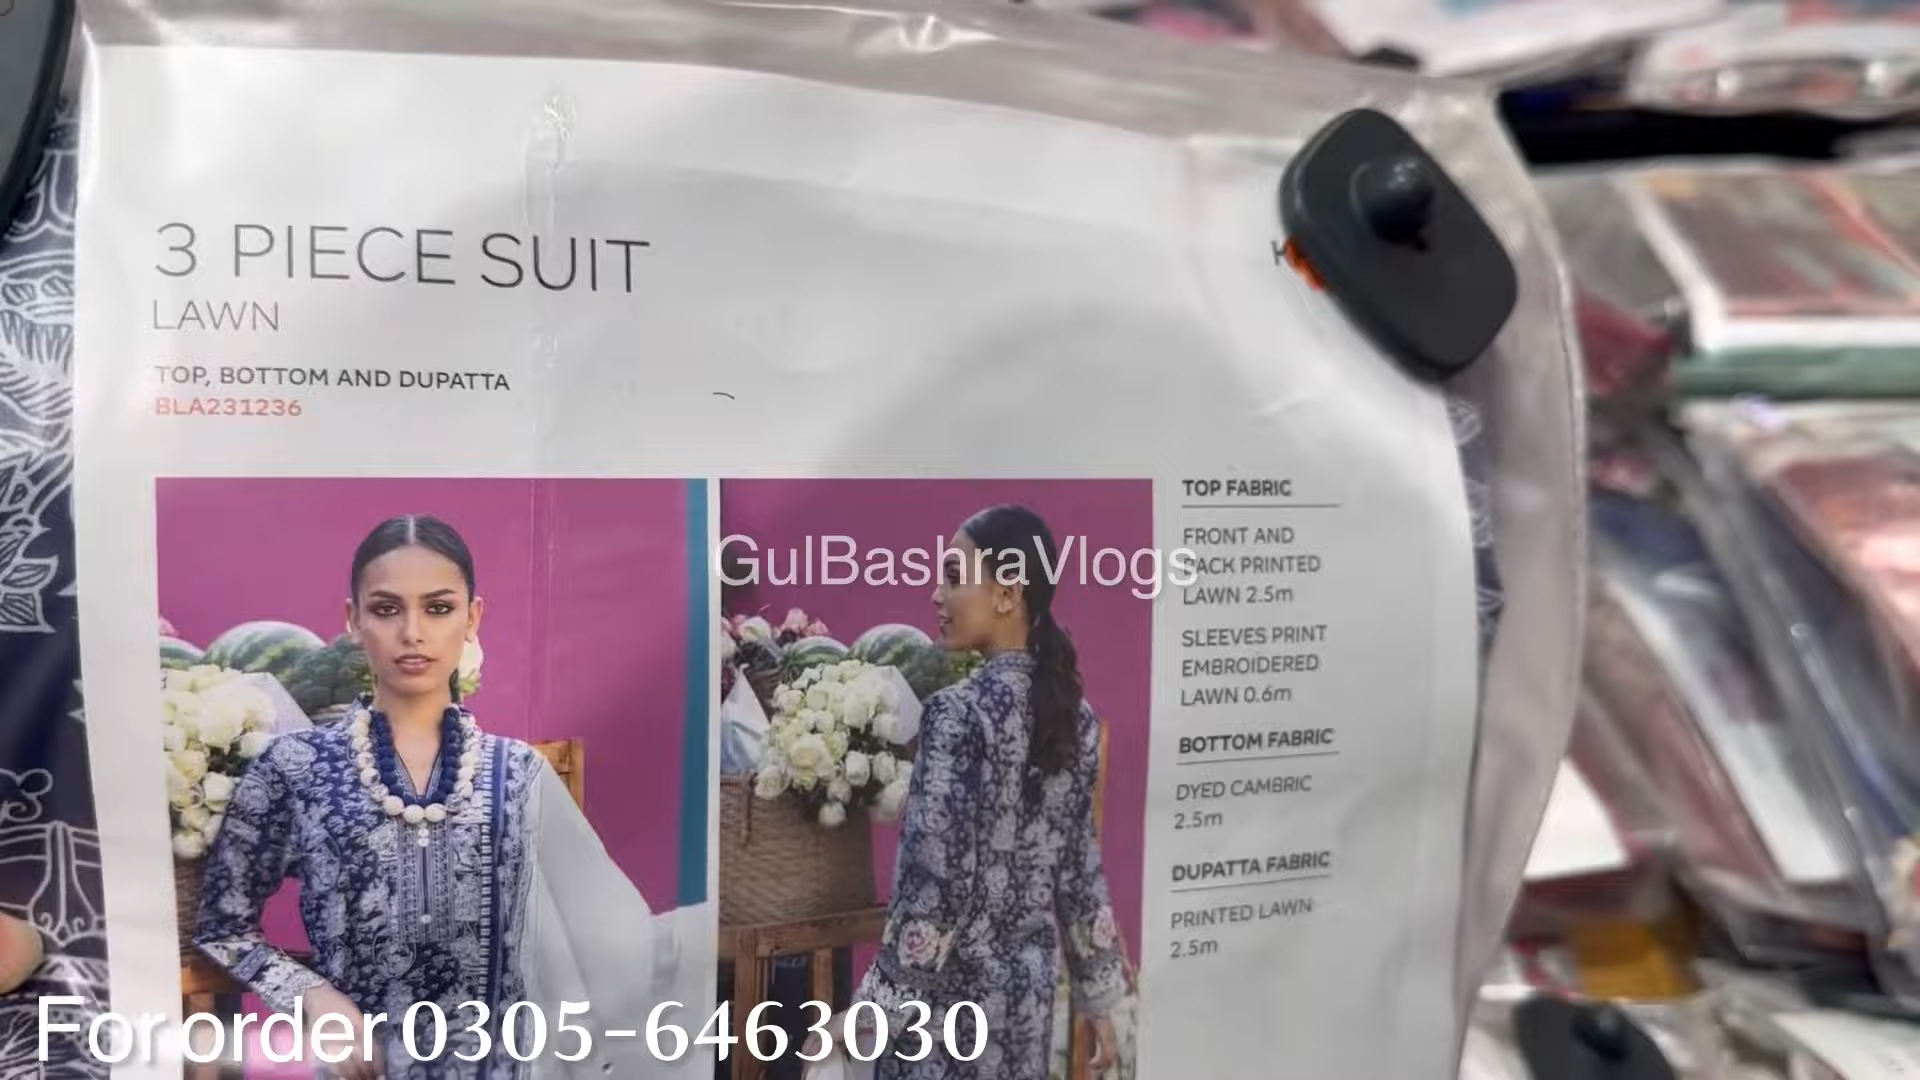 3 PIECE SUIT
LAWN
TOP, BOTTOM AND DUPATTA
BLA231236
TOP FABRIC
FRONT AND
BACK PRINTED
LAWN 2.5m
SLEEVES PRINT
EMBROIDERED
LAWN 0.6m
BOTTOM FABRIC
DYED CAMBRIC
2.5m
DUPATTA FABRIC
PRINTED LAWN
2.5m
GulBashraVlogs
For order 0305-6463030